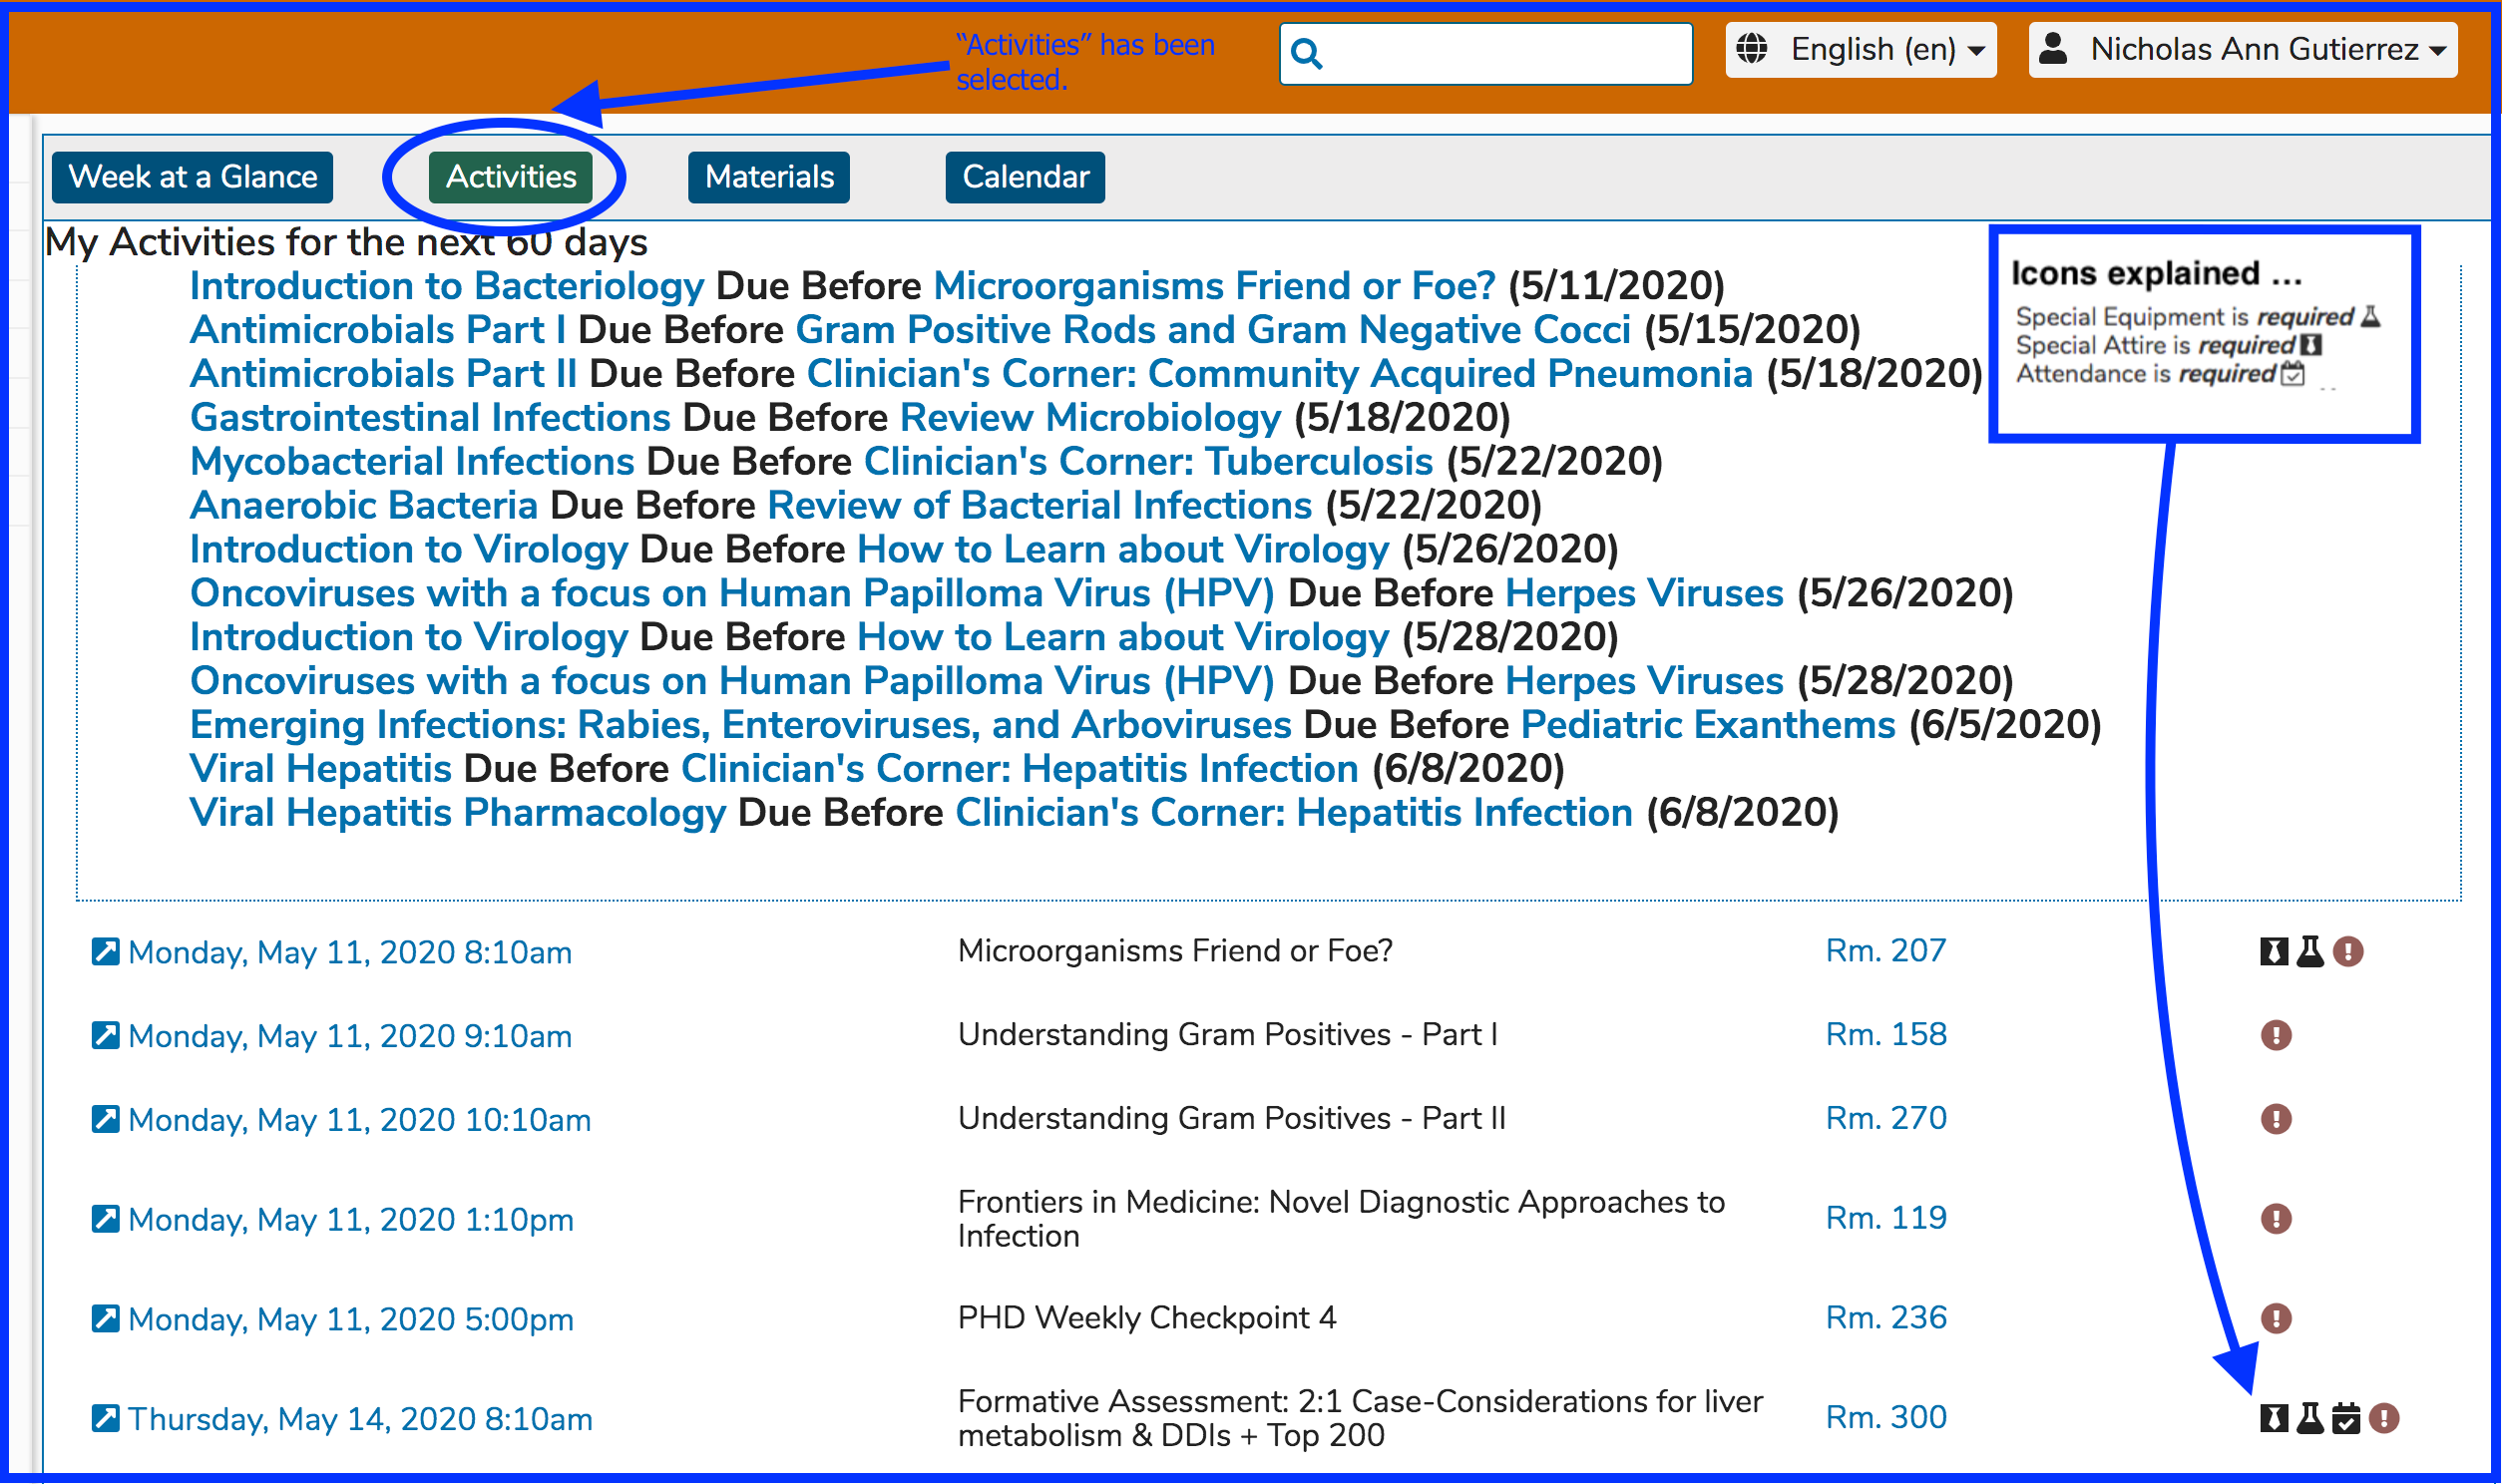 “Activities” has been
selected.
English (en)
Nicholas Ann Gutierrez
Week at a Glance
Activities
Materials
Calendar
My Activities for the next 60 days
Introduction to Bacteriology Due Before Microorganisms Friend or Foe? (5/11/2020)
Antimicrobials Part I Due Before Gram Positive Rods and Gram Negative Cocci (5/15/2020)
Antimicrobials Part II Due Before Clinician's Corner: Community Acquired Pneumonia (5/18/2020)
Gastrointestinal Infections Due Before Review Microbiology (5/18/2020)
Mycobacterial Infections Due Before Clinician's Corner: Tuberculosis (5/22/2020)
Anaerobic Bacteria Due Before Review of Bacterial Infections (5/22/2020)
Introduction to Virology Due Before How to Learn about Virology (5/26/2020)
Oncoviruses with a focus on Human Papilloma Virus (HPV) Due Before Herpes Viruses (5/26/2020)
Introduction to Virology Due Before How to Learn about Virology (5/28/2020)
Oncoviruses with a focus on Human Papilloma Virus (HPV) Due Before Herpes Viruses (5/28/2020)
Emerging Infections: Rabies, Enteroviruses, and Arboviruses Due Before Pediatric Exanthems (6/5/2020)
Viral Hepatitis Due Before Clinician's Corner: Hepatitis Infection (6/8/2020)
Viral Hepatitis Pharmacology Due Before Clinician's Corner: Hepatitis Infection (6/8/2020)
Icons explained ...
Special Equipment is required
Special Attire is required
Attendance is required
Monday, May 11, 2020 8:10am Microorganisms Friend or Foe? Rm. 207
Monday, May 11, 2020 9:10am Understanding Gram Positives - Part I Rm. 158
Monday, May 11, 2020 10:10am Understanding Gram Positives - Part II Rm. 270
Monday, May 11, 2020 1:10pm Frontiers in Medicine: Novel Diagnostic Approaches to
Infection Rm. 119
Monday, May 11, 2020 5:00pm PHD Weekly Checkpoint 4 Rm. 236
Thursday, May 14, 2020 8:10am Formative Assessment: 2:1 Case-Considerations for liver
metabolism & DDIs + Top 200 Rm. 300